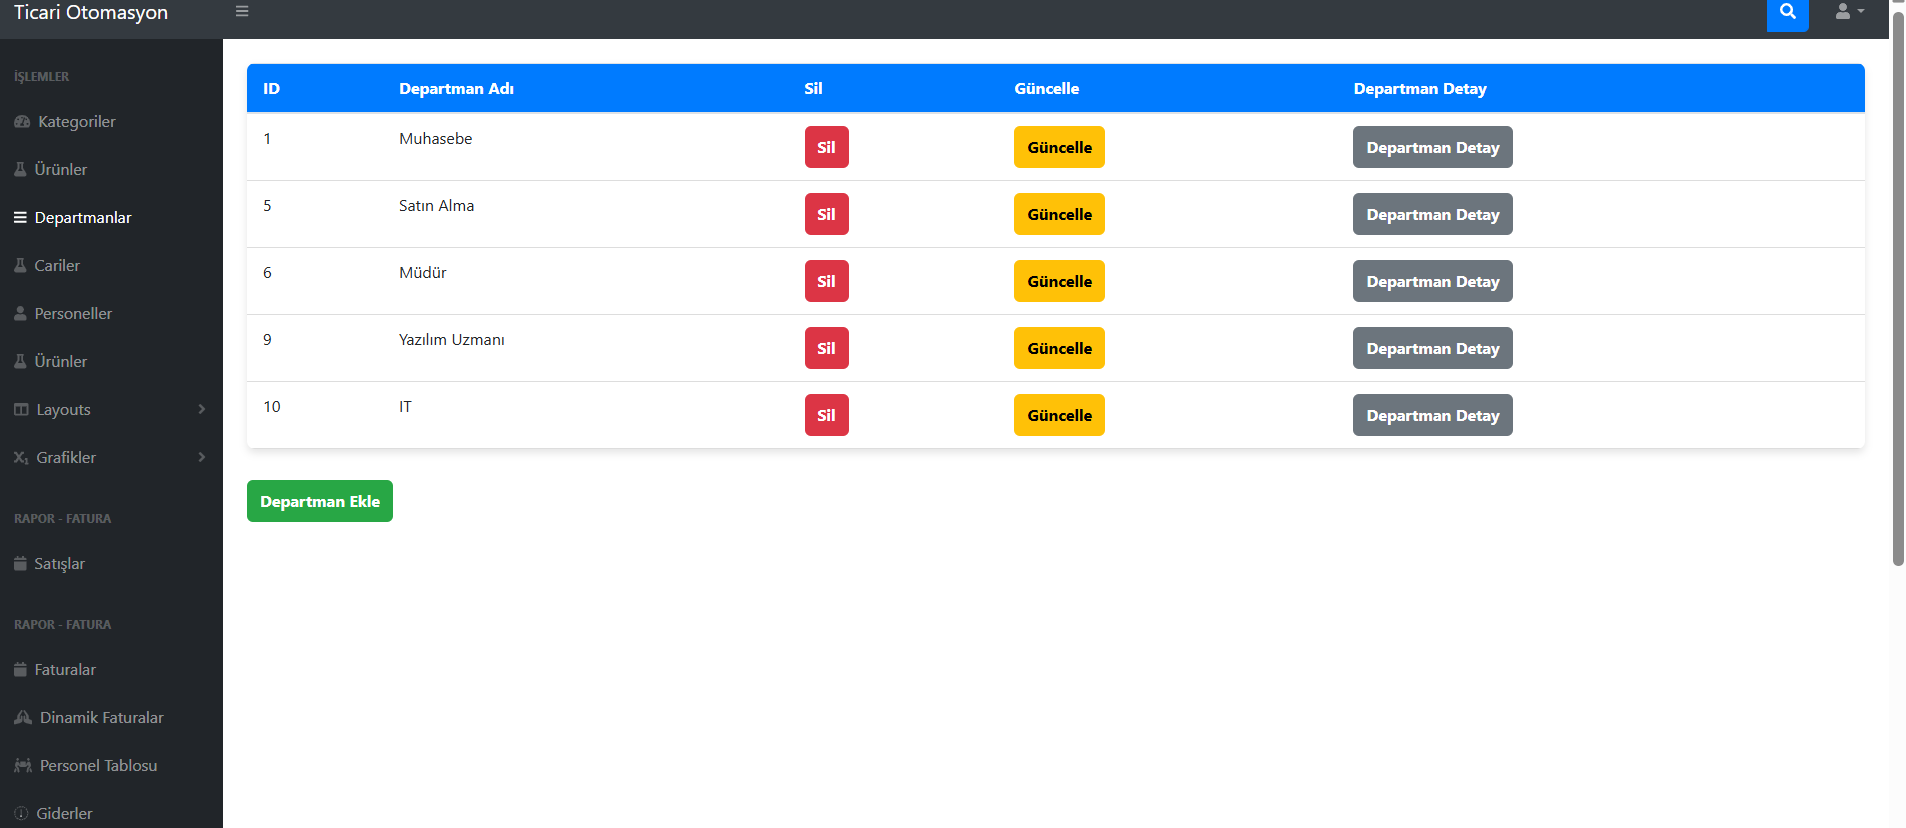 Ticari Otomasyon
İŞLEMLER
Kategoriler
Ürünler
Departmanlar
Cariler
Personeller
Ürünler
Layouts
Grafikler
RAPOR - FATURA
Satışlar
RAPOR - FATURA
Faturalar
Dinamik Faturalar
Personel Tablosu
Giderler
ID Departman Adı Sil Güncelle Departman Detay
1 Muhasebe Sil Güncelle Departman Detay
5 Satın Alma Sil Güncelle Departman Detay
6 Müdür Sil Güncelle Departman Detay
9 Yazılım Uzmanı Sil Güncelle Departman Detay
10 IT Sil Güncelle Departman Detay
Departman Ekle